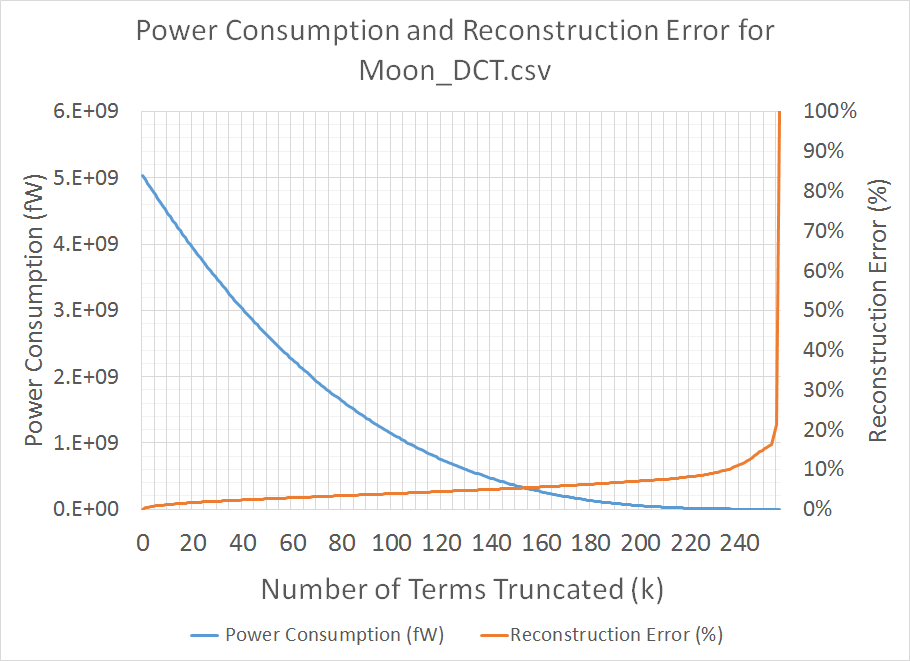 Power Consumption and Reconstruction Error for
Moon_DCT.csv
Power Consumption (fW)
6.E+09
5.E+09
4.E+09
3.E+09
2.E+09
1.E+09
0.E+00
100%
90%
80%
70%
60%
50%
40%
30%
20%
10%
0%
Reconstruction Error (%)
0 20 40 60 80 100 120 140 160 180 200 220 240
Number of Terms Truncated (k)
Power Consumption (fW) Reconstruction Error (%)